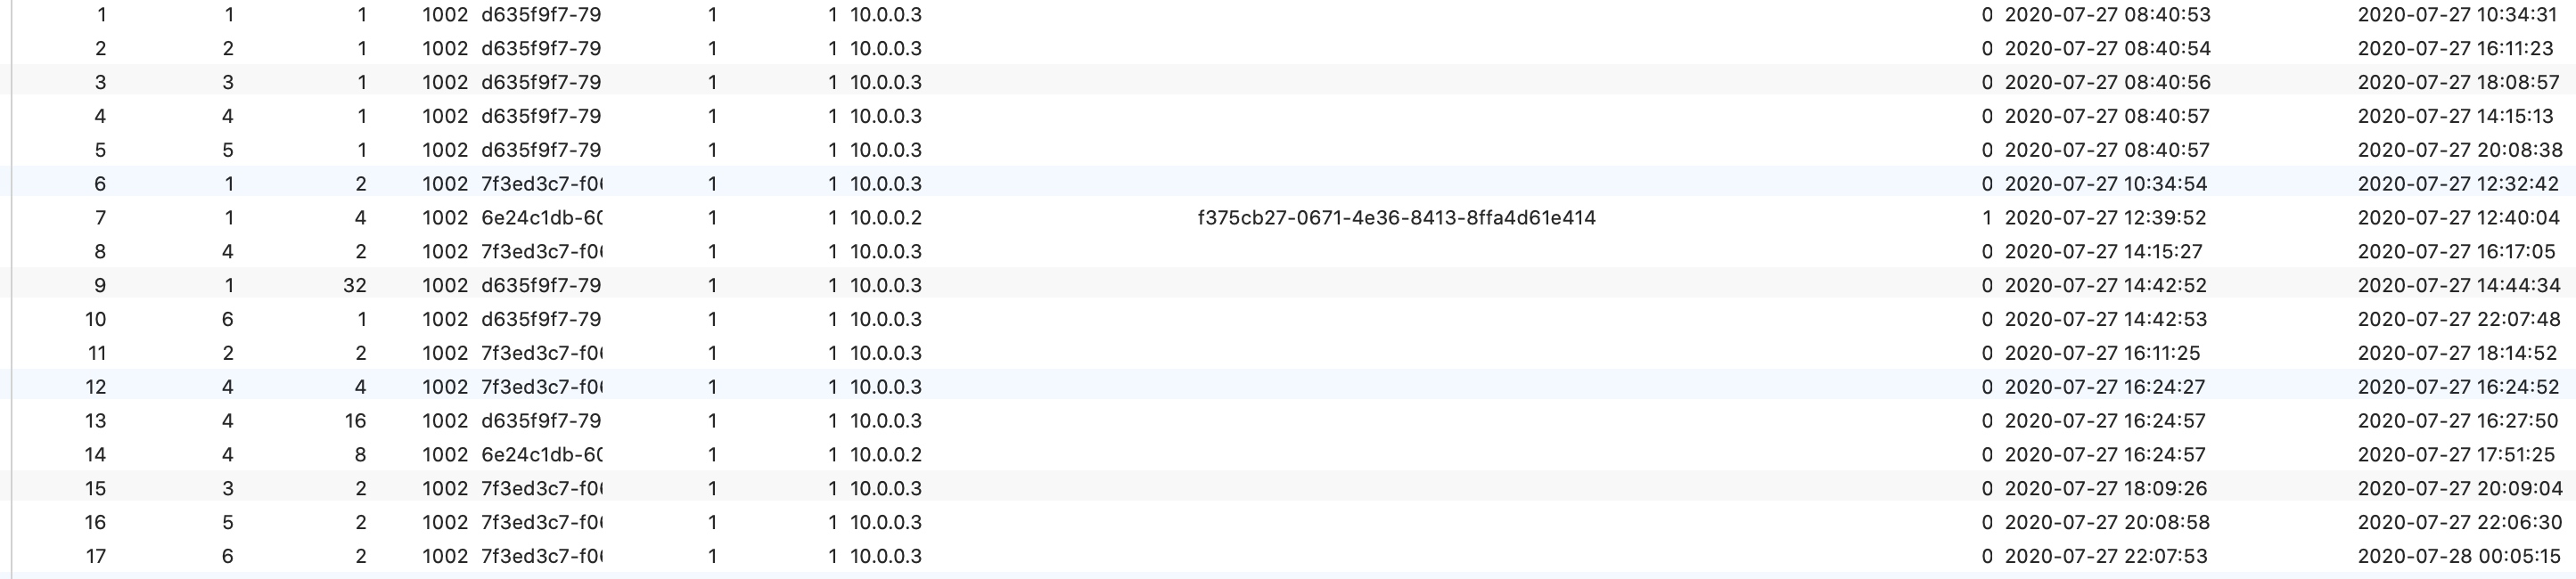 1 1 1 1002 d635f9f7-79 1 1 10.0.0.3 0 2020-07-27 08:40:53 2020-07-27 10:34:31
2 2 1 1002 d635f9f7-79 1 1 10.0.0.3 0 2020-07-27 08:40:54 2020-07-27 16:11:23
3 3 1 1002 d635f9f7-79 1 1 10.0.0.3 0 2020-07-27 08:40:56 2020-07-27 18:08:57
4 4 1 1002 d635f9f7-79 1 1 10.0.0.3 0 2020-07-27 08:40:57 2020-07-27 14:15:13
5 5 1 1002 d635f9f7-79 1 1 10.0.0.3 0 2020-07-27 08:40:57 2020-07-27 20:08:38
6 1 2 1002 7f3ed3c7-f0 1 1 10.0.0.3 0 2020-07-27 10:34:54 2020-07-27 12:32:42
7 1 4 1002 6e24c1db-60 1 1 10.0.0.2 f375cb27-0671-4e36-8413-8ffa4d61e414 1 2020-07-27 12:39:52 2020-07-27 12:40:04
8 4 2 1002 7f3ed3c7-f0 1 1 10.0.0.3 0 2020-07-27 14:15:27 2020-07-27 16:17:05
9 1 32 1002 d635f9f7-79 1 1 10.0.0.3 0 2020-07-27 14:42:52 2020-07-27 14:44:34
10 6 1 1002 d635f9f7-79 1 1 10.0.0.3 0 2020-07-27 14:42:53 2020-07-27 22:07:48
11 2 2 1002 7f3ed3c7-f0 1 1 10.0.0.3 0 2020-07-27 16:11:25 2020-07-27 18:14:52
12 4 4 1002 7f3ed3c7-f0 1 1 10.0.0.3 0 2020-07-27 16:24:27 2020-07-27 16:24:52
13 4 16 1002 d635f9f7-79 1 1 10.0.0.3 0 2020-07-27 16:24:57 2020-07-27 16:27:50
14 4 8 1002 6e24c1db-60 1 1 10.0.0.2 0 2020-07-27 16:24:57 2020-07-27 17:51:25
15 3 2 1002 7f3ed3c7-f0 1 1 10.0.0.3 0 2020-07-27 18:09:26 2020-07-27 20:09:04
16 5 2 1002 7f3ed3c7-f0 1 1 10.0.0.3 0 2020-07-27 20:08:58 2020-07-27 22:06:30
17 6 2 1002 7f3ed3c7-f0 1 1 10.0.0.3 0 2020-07-27 22:07:53 2020-07-28 00:05:15